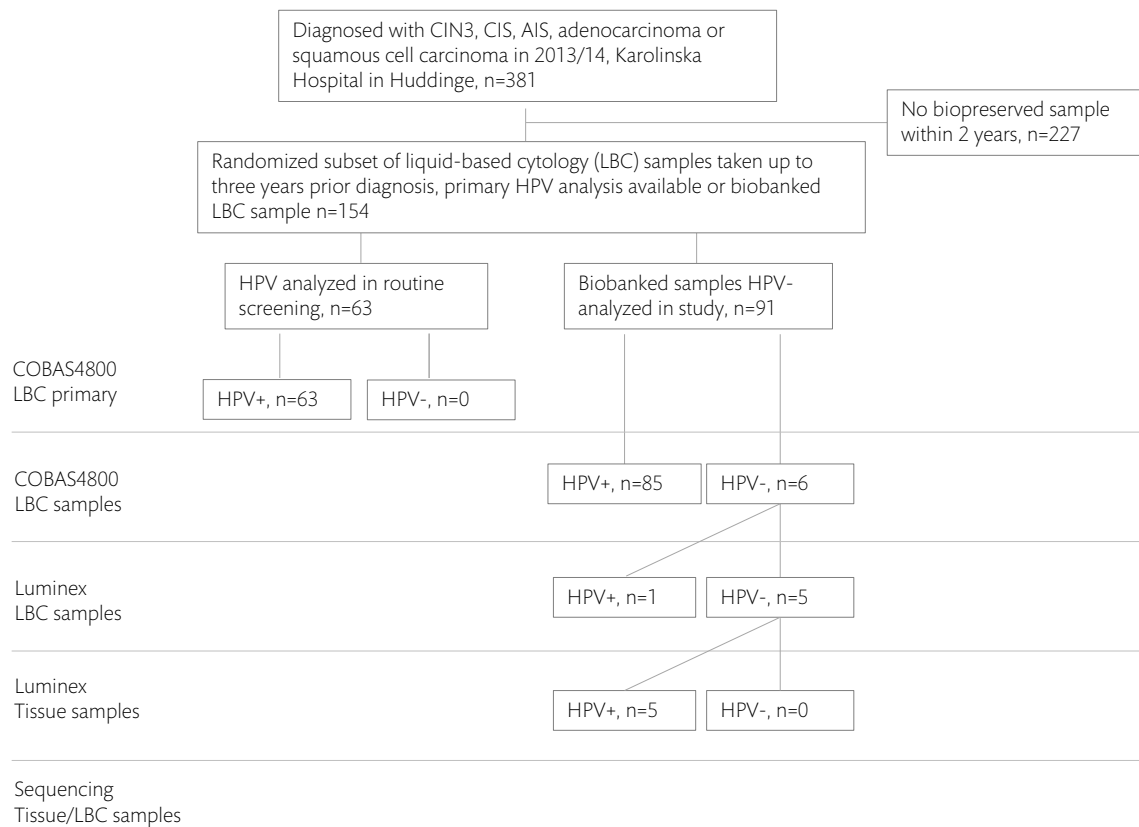 Diagnosed with CIN3, CIS, AIS, adenocarcinoma or
squamous cell carcinoma in 2013/14, Karolinska
Hospital in Huddinge, n=381
No biopreserved sample
within 2 years, n=227
Randomized subset of liquid-based cytology (LBC) samples taken up to
three years prior diagnosis, primary HPV analysis available or biobanked
LBC sample n=154
HPV analyzed in routine
screening, n=63
Biobanked samples HPV-
analyzed in study, n=91
COBAS4800
LBC primary
HPV+, n=63
HPV-, n=0
COBAS4800
LBC samples
HPV+, n=85
HPV-, n=6
Luminex
LBC samples
HPV+, n=1
HPV-, n=5
Luminex
Tissue samples
HPV+, n=5
HPV-, n=0
Sequencing
Tissue/LBC samples